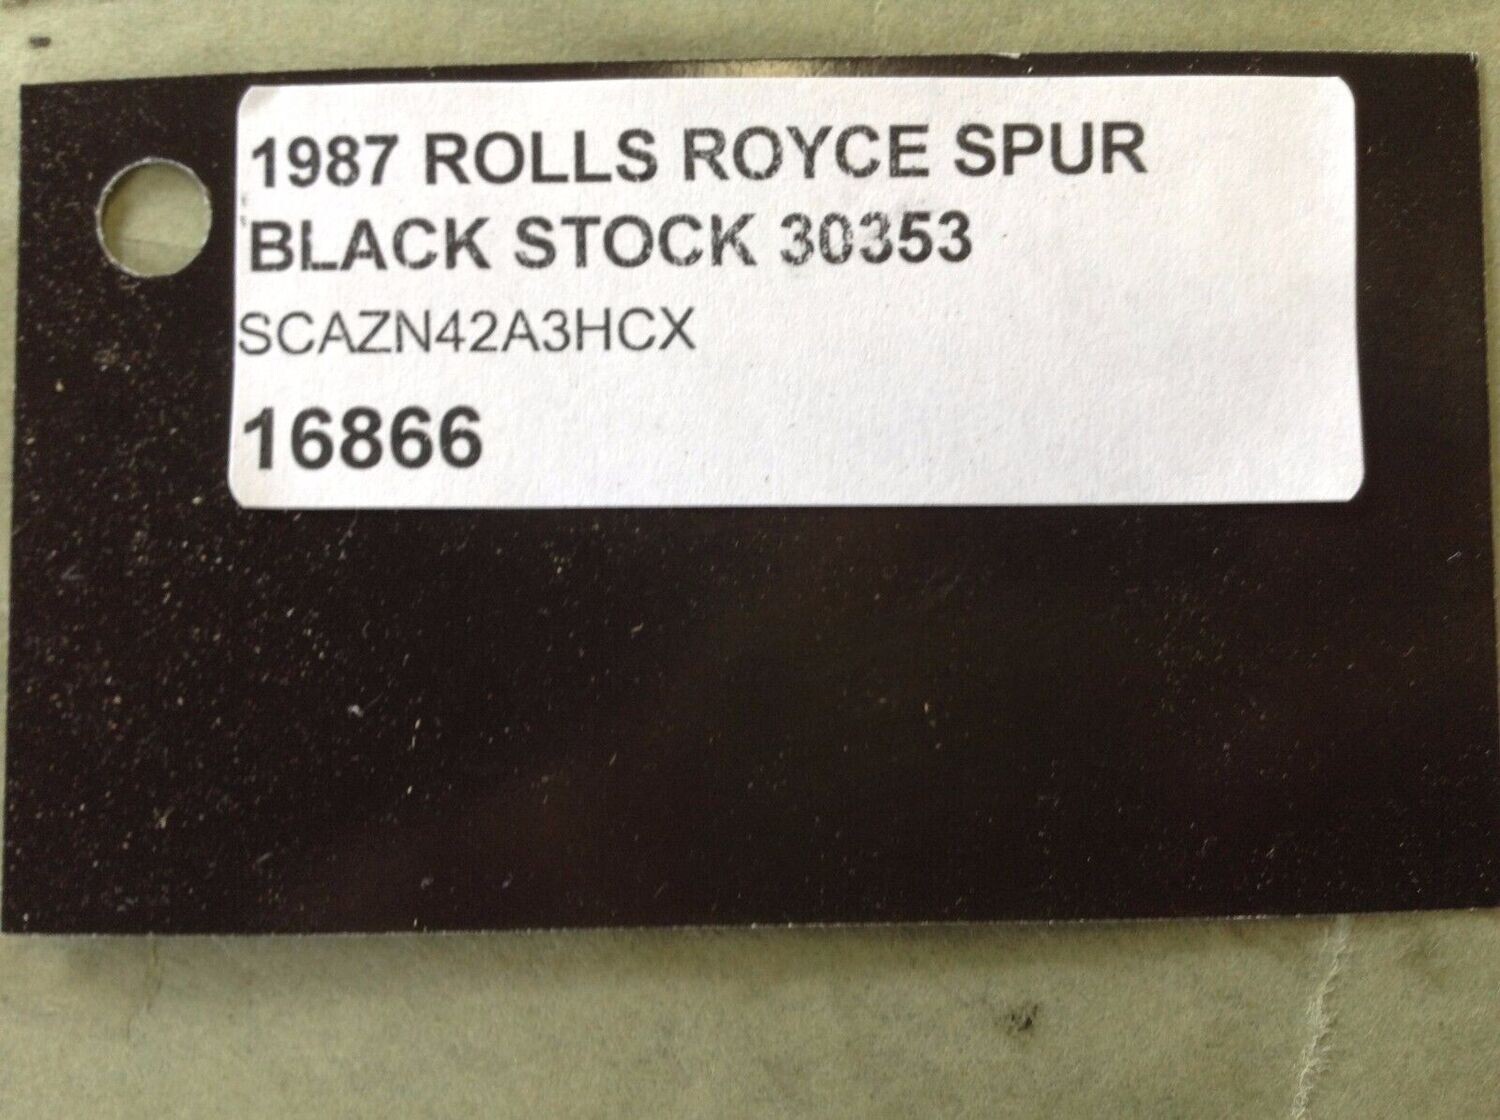 1987 ROLLS ROYCE SPUR
BLACK STOCK 30353
SCAZN42A3HCX
16866